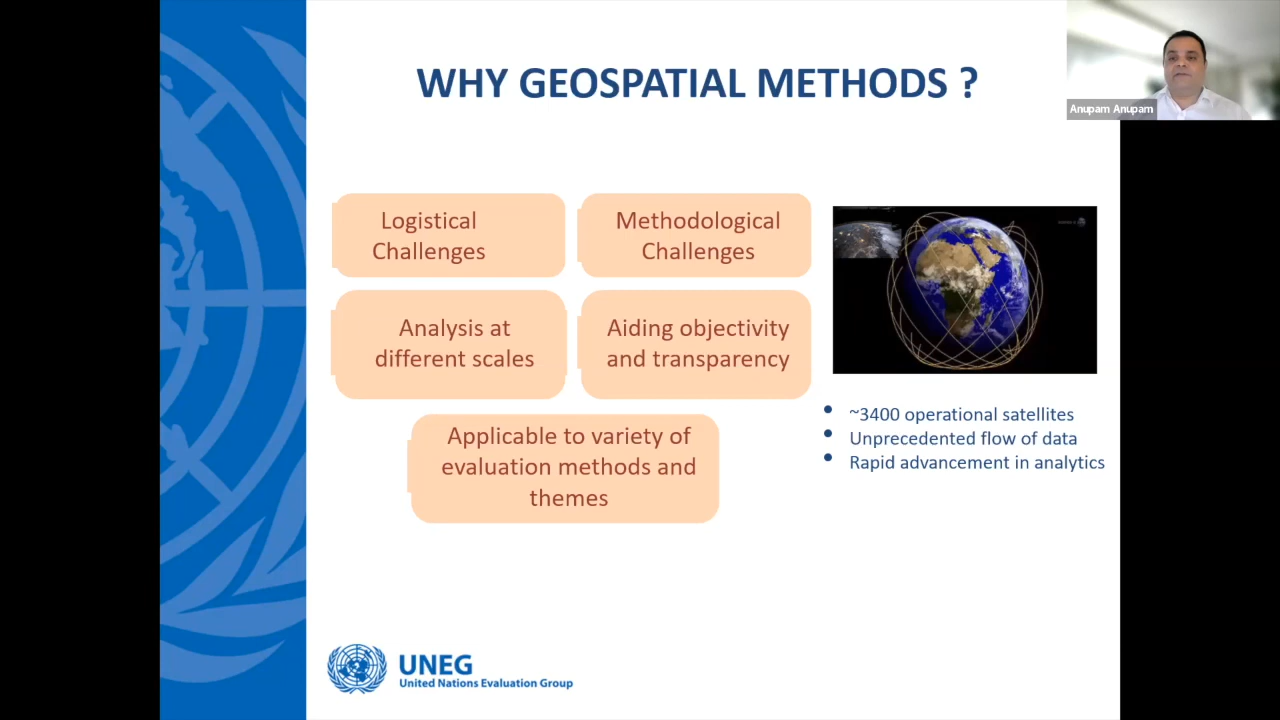 WHY GEOSPATIAL METHODS ?
Anupam Anupam
Logistical
Challenges
Methodological
Challenges
Analysis at
different scales
Aiding objectivity
and transparency
Applicable to variety of
evaluation methods and
themes
• ~3400 operational satellites
• Unprecedented flow of data
• Rapid advancement in analytics
UNEG
United Nations Evaluation Group